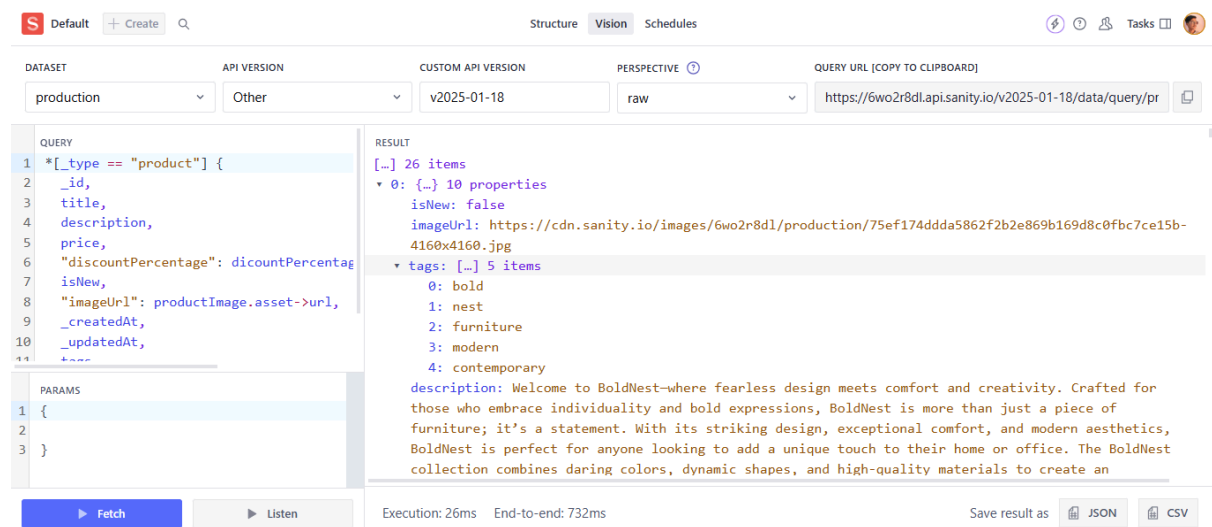 S Default + Create Structure Vision Schedules Tasks
DATASET API VERSION CUSTOM API VERSION PERSPECTIVE ? QUERY URL [COPY TO CLIPBOARD]
production Other v2025-01-18 raw https://6wo2r8dl.api.sanity.io/v2025-01-18/data/query/pr
QUERY
1 *[_type == "product"] {
2 _id,
3 title,
4 description,
5 price,
6 "discountPercentage": dicountPercentag
7 isNew,
8 "imageUrl": productImage.asset->url,
9 _createdAt,
10 _updatedAt,
11 tags
PARAMS
1 {
2
3 }
Fetch Listen
RESULT
[…] 26 items
0: {…} 10 properties
isNew: false
imageUrl: https://cdn.sanity.io/images/6wo2r8dl/production/75ef174ddda5862f2b2e869b169d8c0fbc7ce15b-
4160x4160.jpg
tags: […] 5 items
0: bold
1: nest
2: furniture
3: modern
4: contemporary
description: Welcome to BoldNest—where fearless design meets comfort and creativity. Crafted for
those who embrace individuality and bold expressions, BoldNest is more than just a piece of
furniture; it's a statement. With its striking design, exceptional comfort, and modern aesthetics,
BoldNest is perfect for anyone looking to add a unique touch to their home or office. The BoldNest
collection combines daring colors, dynamic shapes, and high-quality materials to create an
Execution: 26ms End-to-end: 732ms Save result as JSON CSV